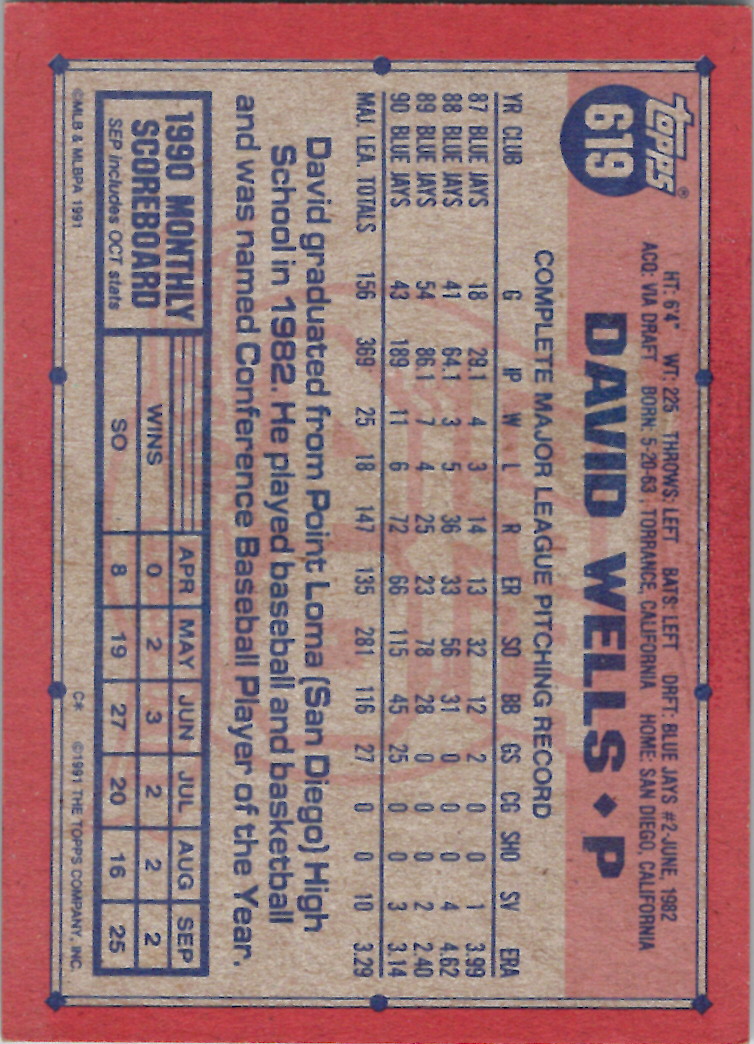 topps®
619
HT: 6'4" WT: 225 THROWS: LEFT BATS: LEFT DRFT: BLUE JAYS #2-JUNE, 1982
ACQ: VIA DRAFT BORN: 5-20-63, TORRANCE, CALIFORNIA HOME: SAN DIEGO, CALIFORNIA
DAVID WELLS ♦ P
COMPLETE MAJOR LEAGUE PITCHING RECORD
YR CLUB G IP W L R ER SO BB GS CG SHO SV ERA
87 BLUE JAYS 18 29.1 4 3 14 13 32 12 2 0 0 1 3.99
88 BLUE JAYS 41 64.1 3 5 36 33 56 31 0 0 0 4 4.62
89 BLUE JAYS 54 86.1 7 4 25 23 78 28 0 0 0 2 2.40
90 BLUE JAYS 43 189 11 6 72 66 115 45 25 0 0 3 3.14
MAJ. LEA. TOTALS 156 369 25 18 147 135 281 116 27 0 0 10 3.29
David graduated from Point Loma (San Diego) High
School in 1982. He played baseball and basketball
and was named Conference Baseball Player of the Year.
1990 MONTHLY
SCOREBOARD
SEP includes OCT stats
APR MAY JUN JUL AUG SEP
WINS 0 2 3 2 2 2
SO 8 19 27 20 16 25
©MLB & MLBPA 1991
C* ©1991 THE TOPPS COMPANY, INC.